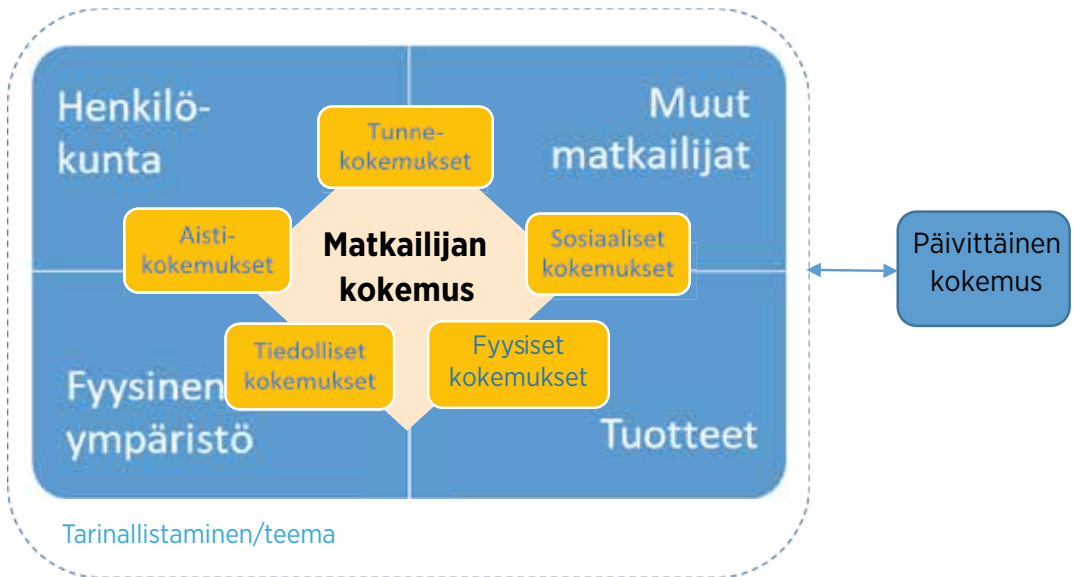 Henkilö-
kunta
Muut
matkailijat
Tunne-
kokemukset
Aisti-
kokemukset
Matkailijan
kokemus
Sosiaaliset
kokemukset
Tiedolliset
kokemukset
Fyysiset
kokemukset
Fyysinen
ympäristö
Tuotteet
Tarinallistaminen/teema
Päivittäinen
kokemus